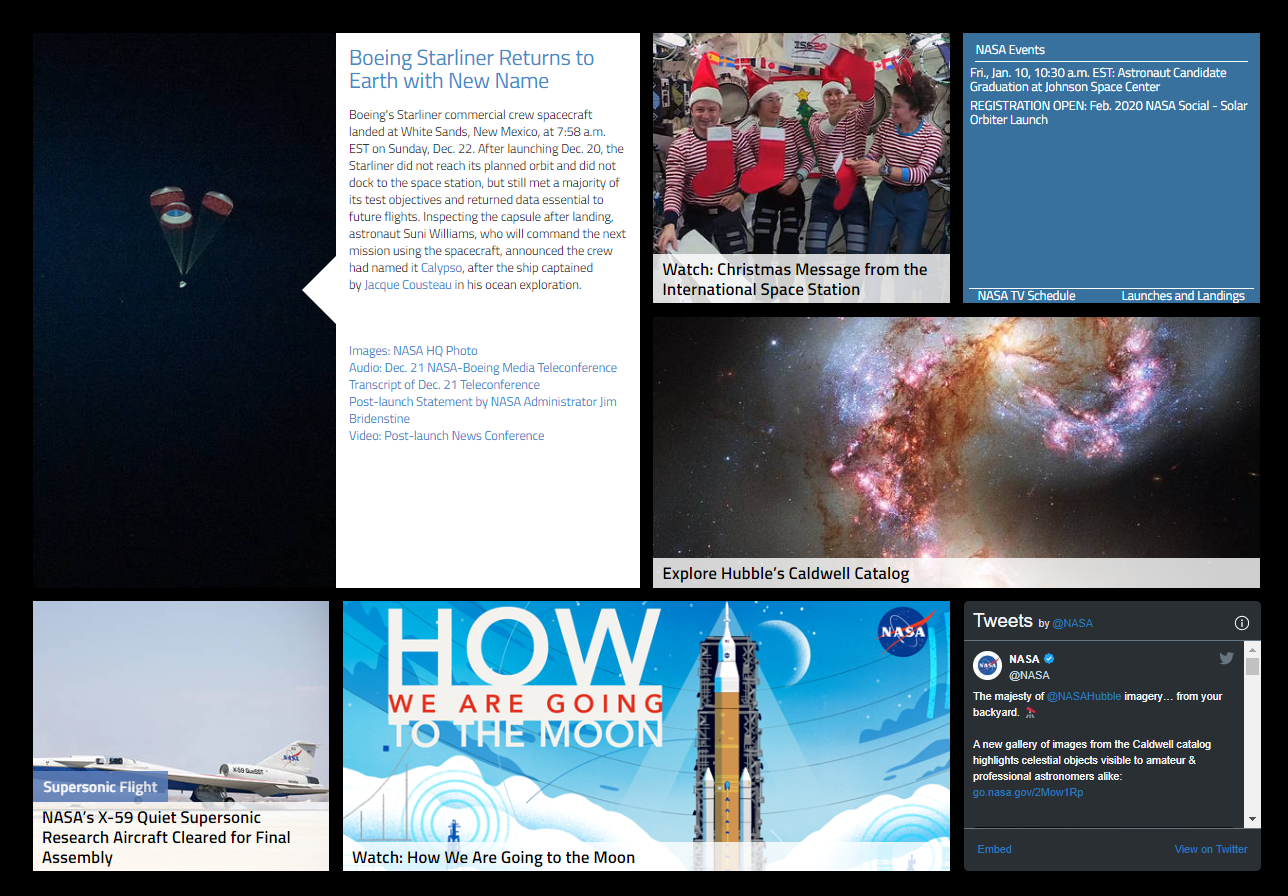 Boeing Starliner Returns to
Earth with New Name
Boeing's Starliner commercial crew spacecraft
landed at White Sands, New Mexico, at 7:58 a.m.
EST on Sunday, Dec. 22. After launching Dec. 20, the
Starliner did not reach its planned orbit and did not
dock to the space station, but still met a majority of
its test objectives and returned data essential to
future flights. Inspecting the capsule after landing,
astronaut Suni Williams, who will command the next
mission using the spacecraft, announced the crew
had named it Calypso, after the ship captained
by Jacque Cousteau in his ocean exploration.
Images: NASA HQ Photo
Audio: Dec. 21 NASA-Boeing Media Teleconference
Transcript of Dec. 21 Teleconference
Post-launch Statement by NASA Administrator Jim
Bridenstine
Video: Post-launch News Conference
Watch: Christmas Message from the
International Space Station
NASA Events
Fri., Jan. 10, 10:30 a.m. EST: Astronaut Candidate
Graduation at Johnson Space Center
REGISTRATION OPEN: Feb. 2020 NASA Social - Solar
Orbiter Launch
NASA TV Schedule
Launches and Landings
Explore Hubble’s Caldwell Catalog
NASA
X-59 QueSST
Supersonic Flight
NASA’s X-59 Quiet Supersonic
Research Aircraft Cleared for Final
Assembly
HOW
WE ARE GOING
TO THE MOON
NASA
Watch: How We Are Going to the Moon
Tweets by @NASA
NASA
NASA
@NASA
The majesty of @NASAHubble imagery… from your
backyard.
A new gallery of images from the Caldwell catalog
highlights celestial objects visible to amateur &
professional astronomers alike:
go.nasa.gov/2Mow1Rp
Embed
View on Twitter